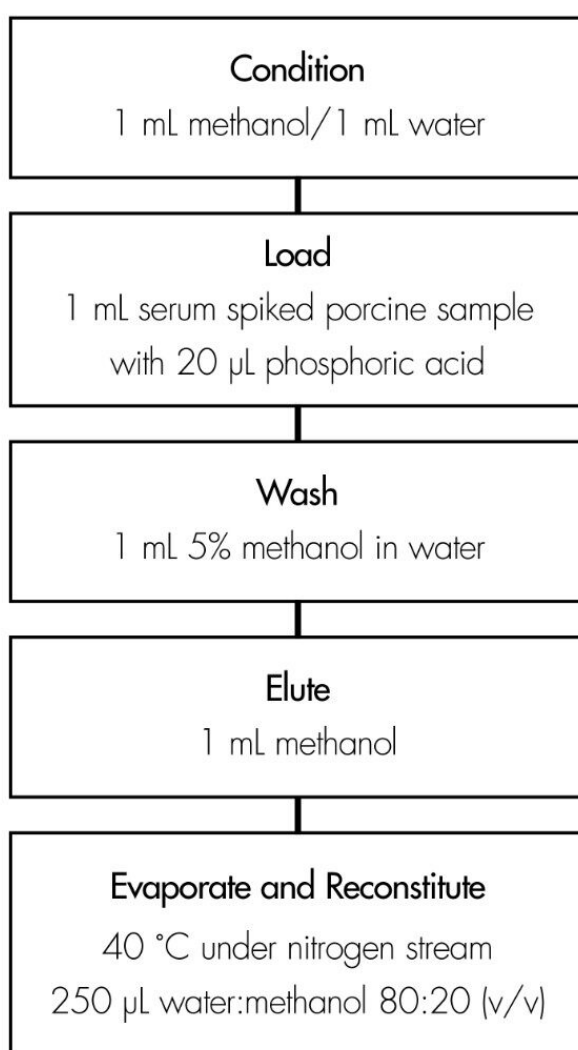 Condition
1 mL methanol/1 mL water
Load
1 mL serum spiked porcine sample
with 20 µL phosphoric acid
Wash
1 mL 5% methanol in water
Elute
1 mL methanol
Evaporate and Reconstitute
40 °C under nitrogen stream
250 µL water:methanol 80:20 (v/v)